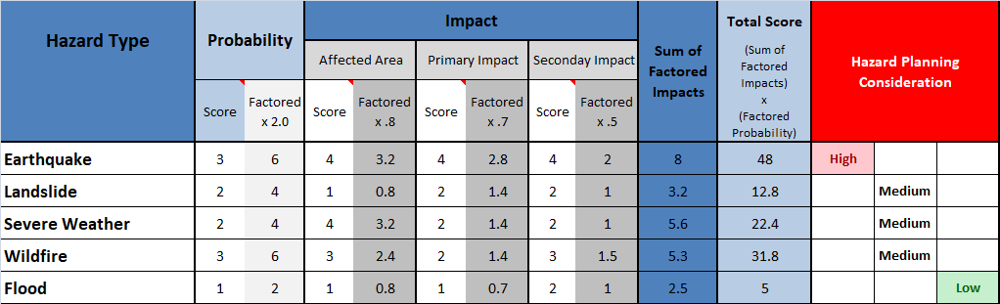 Hazard Type
Probability
Impact
Sum of
Factored
Impacts
Total Score
(Sum of
Factored
Impacts)
x
(Factored
Probability)
Hazard Planning
Consideration
Affected Area
Primary Impact
Seconday Impact
Score
Factored
x 2.0
Score
Factored
x .8
Score
Factored
x .7
Score
Factored
x .5
Earthquake 3 6 4 3.2 4 2.8 4 2 8 48 High
Landslide 2 4 1 0.8 2 1.4 2 1 3.2 12.8 Medium
Severe Weather 2 4 4 3.2 2 1.4 2 1 5.6 22.4 Medium
Wildfire 3 6 3 2.4 2 1.4 3 1.5 5.3 31.8 Medium
Flood 1 2 1 0.8 1 0.7 2 1 2.5 5 Low